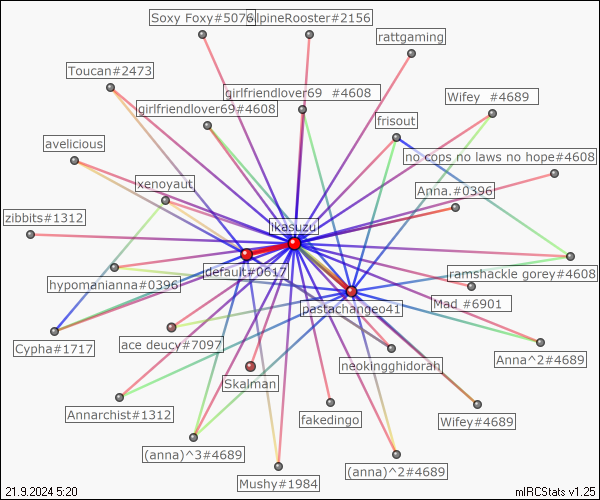 Soxy Foxy#5076
AlpineRooster#2156
rattgaming
Toucan#2473
girlfriendlover69 #4608
Wifey #4689
girlfriendlover69#4608
frisout
avelicious
no cops no laws no hope#4608
xenoyaut
Anna.#0396
zibbits#1312
ikasuzu
default#0617
ramshackle gorey#4608
hypomanianna#0396
pastachangeo41
Mad #6901
Cypha#1717
ace deucy#7097
neokingghidorah
Anna^2#4689
Skalman
Annarchist#1312
fakedingo
Wifey#4689
(anna)^3#4689
(anna)^2#4689
Mushy#1984
21.9.2024 5:20
mIRCStats v1.25